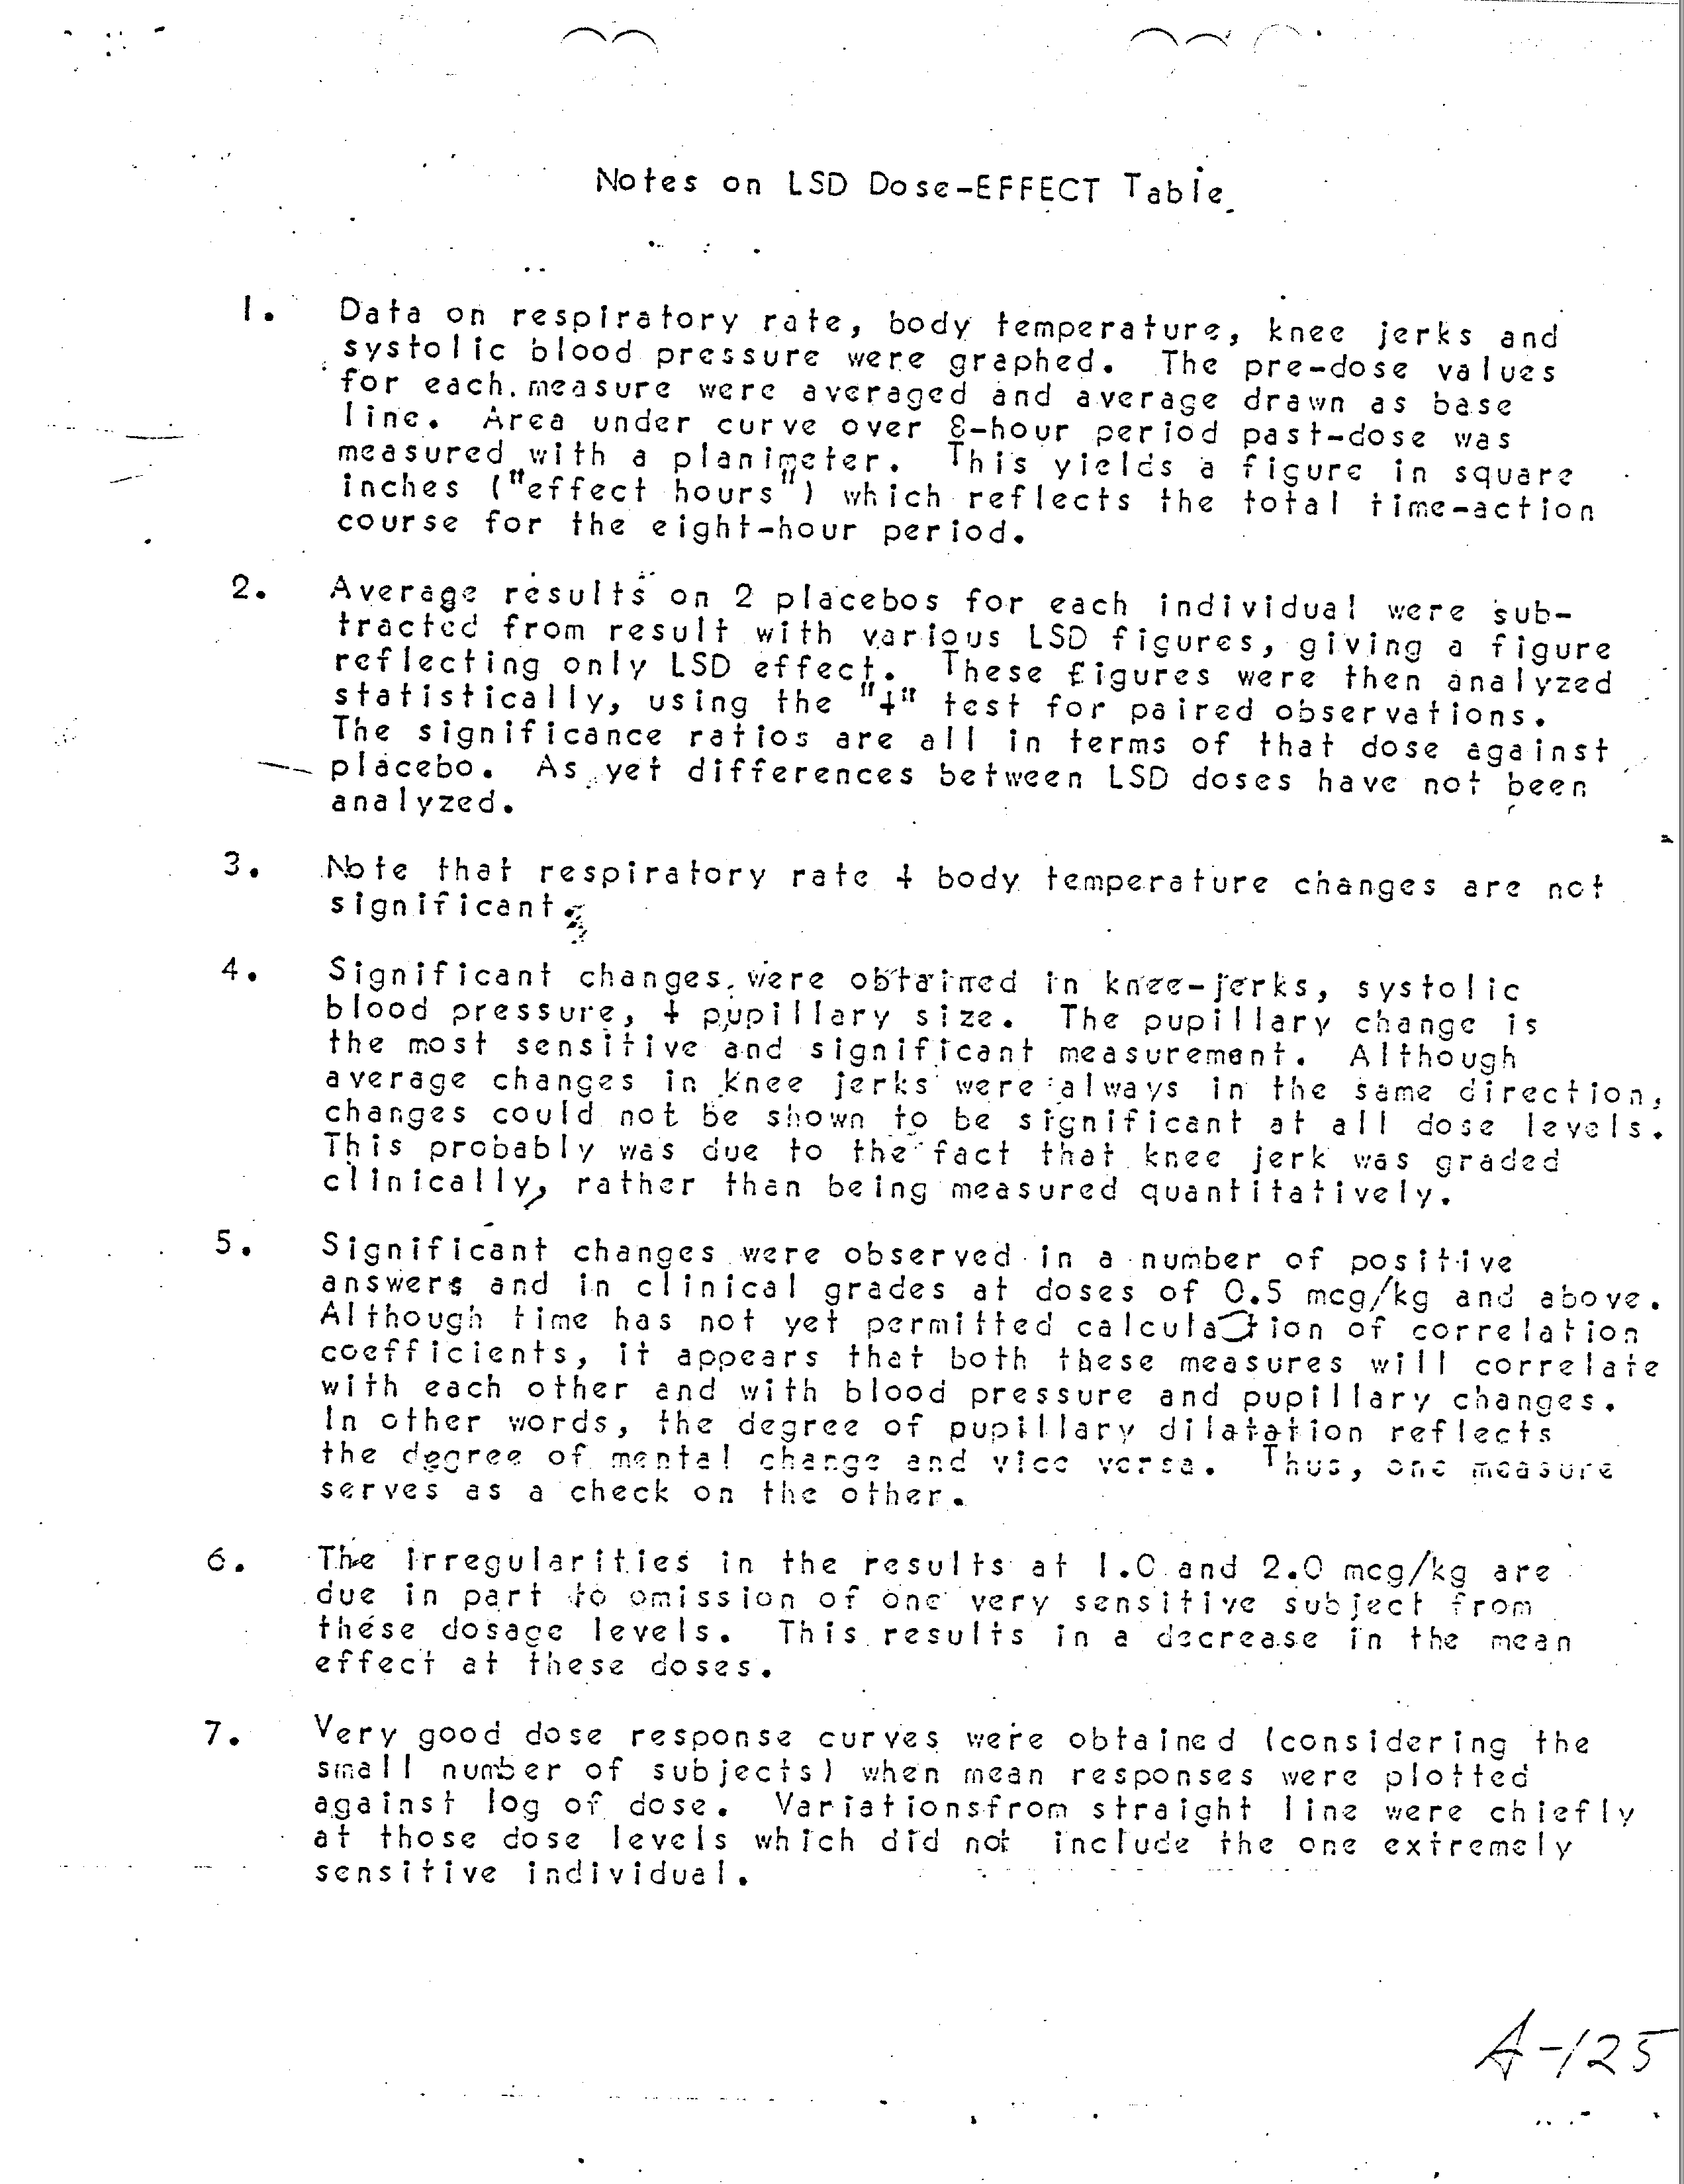 Notes on LSD Dose-EFFECT Table
1. Data on respiratory rate, body temperature, knee jerks and
systolic blood pressure were graphed. The pre-dose values
for each measure were averaged and average drawn as base
line. Area under curve over 8-hour period past-dose was
measured with a planimeter. This yields a figure in square
inches ("effect hours") which reflects the total time-action
course for the eight-hour period.
2. Average results on 2 placebos for each individual were sub-
tracted from result with various LSD figures, giving a figure
reflecting only LSD effect. These figures were then analyzed
statistically, using the "t" test for paired observations.
The significance ratios are all in terms of that dose against
placebo. As yet differences between LSD doses have not been
analyzed.
3. Note that respiratory rate + body temperature changes are not
significant.
4. Significant changes were obtained in knee-jerks, systolic
blood pressure, + pupillary size. The pupillary change is
the most sensitive and significant measurement. Although
average changes in knee jerks were always in the same direction,
changes could not be shown to be significant at all dose levels.
This probably was due to the fact that knee jerk was graded
clinically, rather than being measured quantitatively.
5. Significant changes were observed in a number of positive
answers and in clinical grades at doses of 0.5 mcg/kg and above.
Although time has not yet permitted calculation of correlation
coefficients, it appears that both these measures will correlate
with each other and with blood pressure and pupillary changes.
In other words, the degree of pupillary dilatation reflects
the degree of mental change and vice versa. Thus, one measure
serves as a check on the other.
6. The irregularities in the results at 1.0 and 2.0 mcg/kg are
due in part to omission of one very sensitive subject from
these dosage levels. This results in a decrease in the mean
effect at these doses.
7. Very good dose response curves were obtained (considering the
small number of subjects) when mean responses were plotted
against log of dose. Variationsfrom straight line were chiefly
at those dose levels which did not include the one extremely
sensitive individual.
A-125